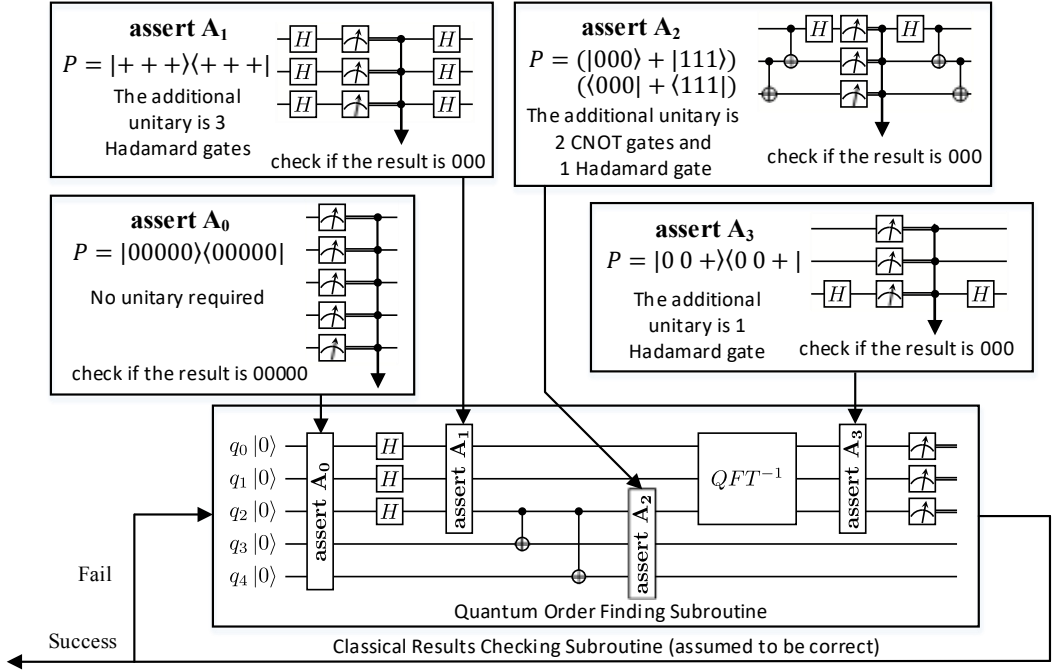 assert A₁
P = |+ + +⟩⟨+ + +|
The additional
unitary is 3
Hadamard gates
H
H
H
H
H
H
check if the result is 000
assert A₂
P = (|000⟩ + |111⟩)
(⟨000| + ⟨111|)
The additional unitary is
2 CNOT gates and
1 Hadamard gate
H
H
check if the result is 000
assert A₀
P = |00000⟩⟨00000|
No unitary required
check if the result is 00000
assert A₃
P = |0 0 +⟩⟨0 0 + |
The additional
unitary is 1
Hadamard gate
H
H
check if the result is 000
q₀ |0⟩
q₁ |0⟩
q₂ |0⟩
q₃ |0⟩
q₄ |0⟩
assert A₀
H
H
H
assert A₁
assert A₂
QFT⁻¹
assert A₃
Quantum Order Finding Subroutine
Fail
Success
Classical Results Checking Subroutine (assumed to be correct)